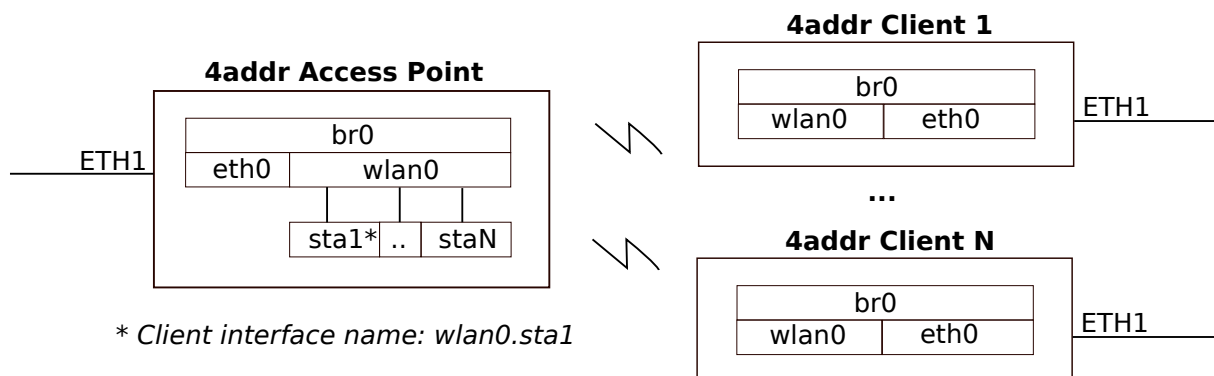 4addr Access Point
ETH1
br0
eth0 wlan0
sta1* .. staN
* Client interface name: wlan0.sta1
4addr Client 1
br0
wlan0 eth0
ETH1
...
4addr Client N
br0
wlan0 eth0
ETH1